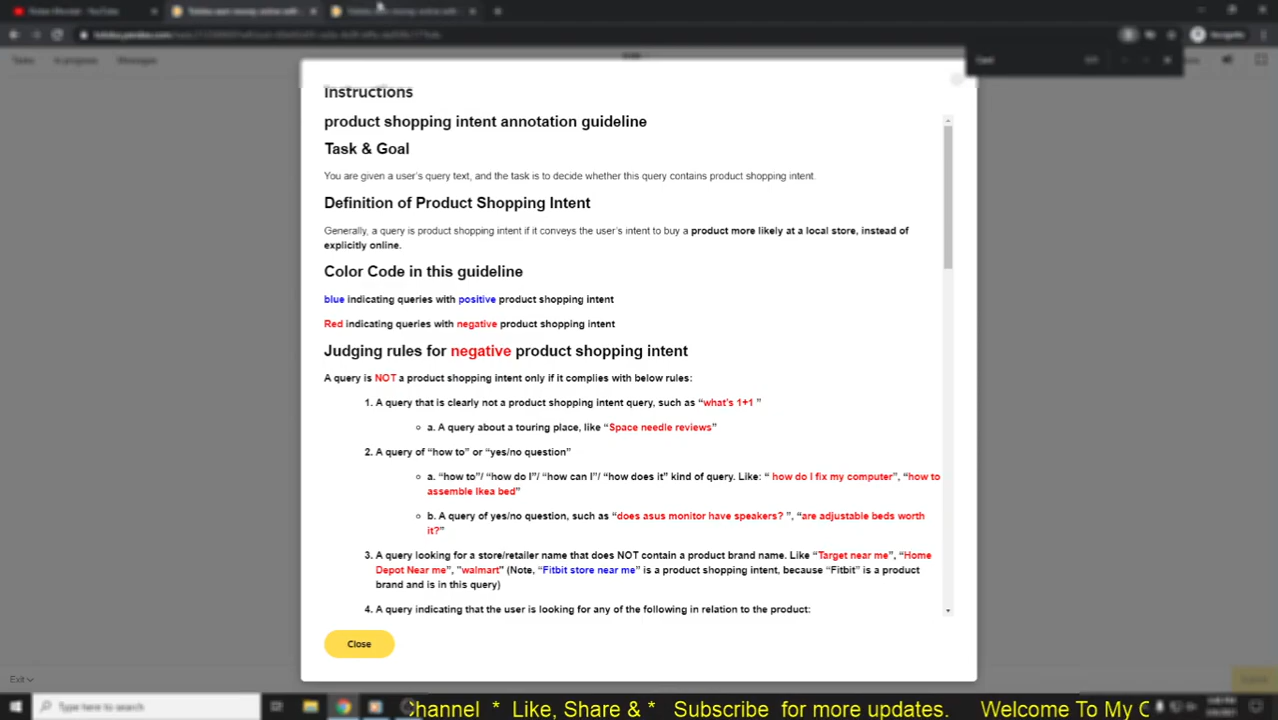 Tasks
In progress
Messages
Card
0/0
Instructions
product shopping intent annotation guideline
Task & Goal
You are given a user's query text, and the task is to decide whether this query contains product shopping intent.
Definition of Product Shopping Intent
Generally, a query is product shopping intent if it conveys the user's intent to buy a product more likely at a local store, instead of
explicitly online.
Color Code in this guideline
blue indicating queries with positive product shopping intent
Red indicating queries with negative product shopping intent
Judging rules for negative product shopping intent
A query is NOT a product shopping intent only if it complies with below rules:
1. A query that is clearly not a product shopping intent query, such as “what's 1+1 ”
a. A query about a touring place, like “Space needle reviews”
2. A query of “how to” or “yes/no question”
a. “how to”/ “how do I”/ “how can I”/ “how does it” kind of query. Like: “ how do I fix my computer”, “how to
assemble Ikea bed”
b. A query of yes/no question, such as “does asus monitor have speakers? ”, “are adjustable beds worth
it?”
3. A query looking for a store/retailer name that does NOT contain a product brand name. Like “Target near me”, “Home
Depot Near me”, "walmart" (Note, “Fitbit store near me” is a product shopping intent, because “Fitbit” is a product
brand and is in this query)
4. A query indicating that the user is looking for any of the following in relation to the product:
Close
Exit
Type here to search
Channel * Like, Share & * Subscribe for more updates. Welcome To My C